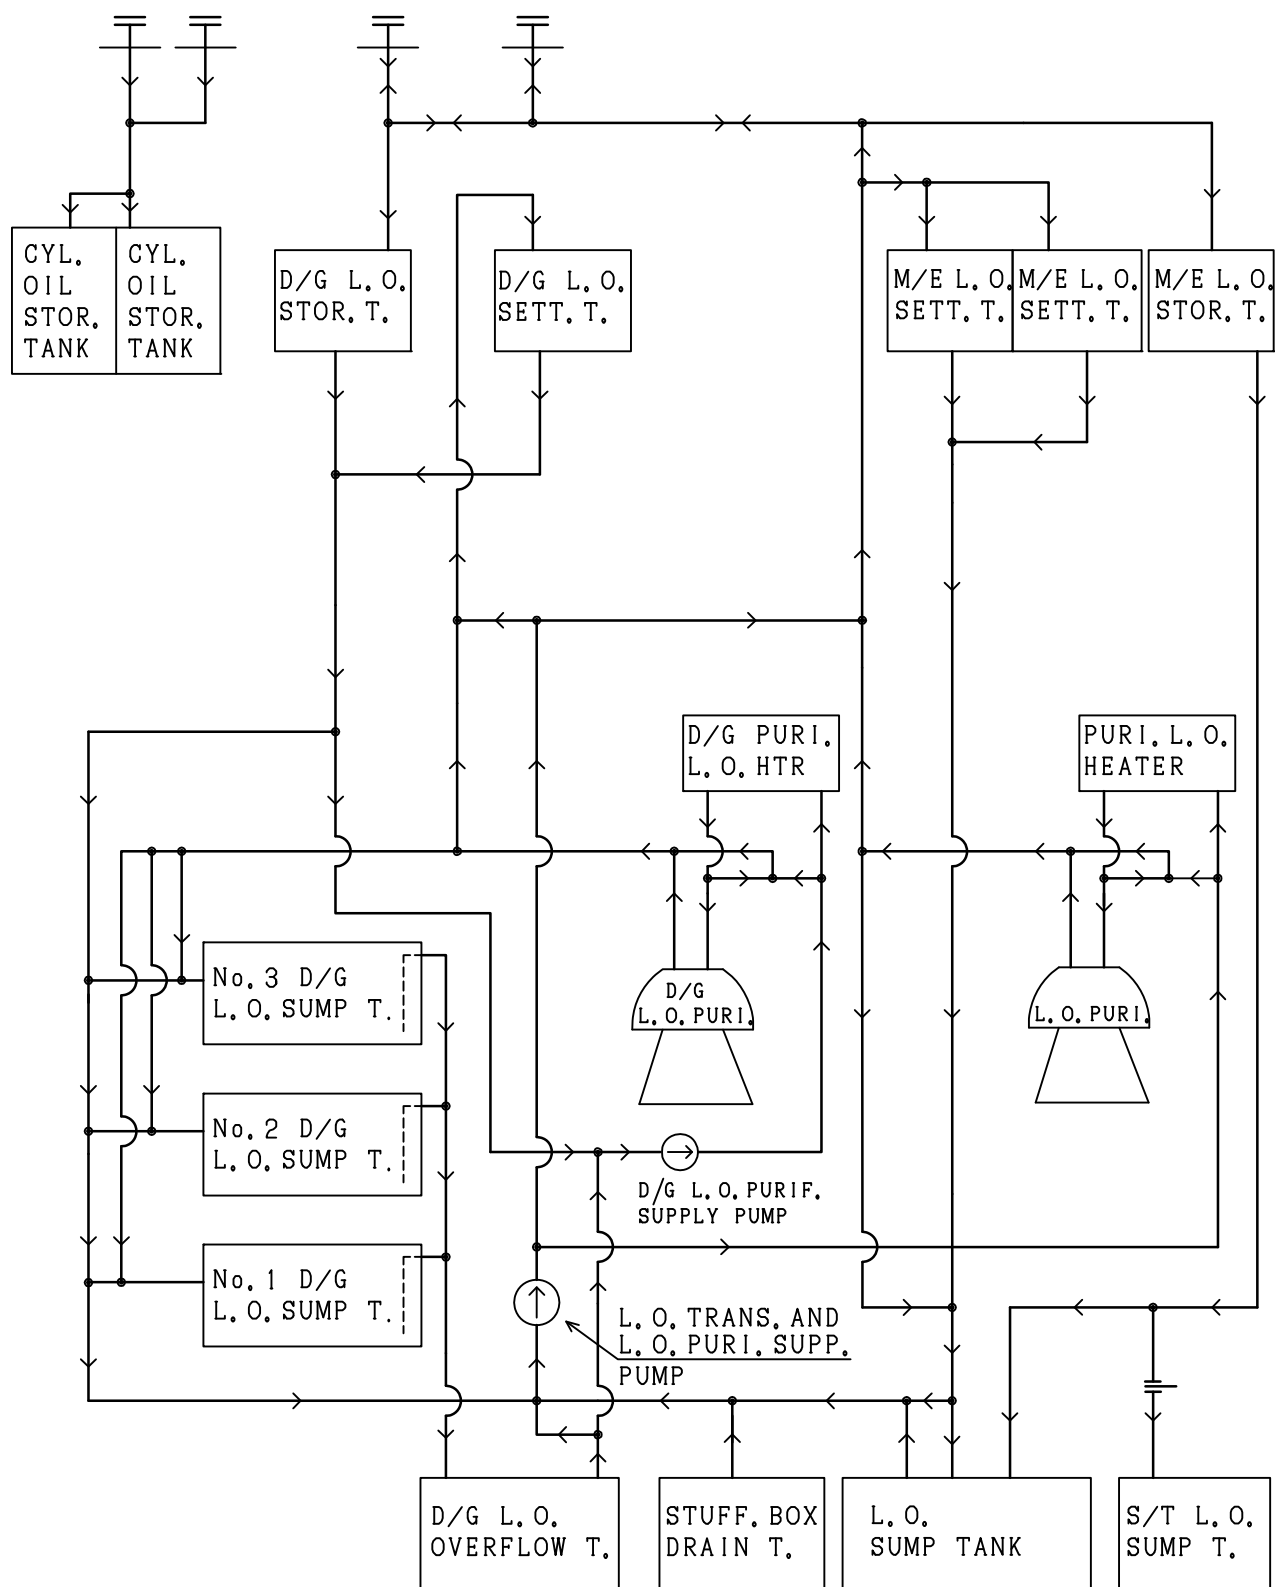 CYL.
OIL
STOR.
TANK
CYL.
OIL
STOR.
TANK
D/G L.O.
STOR. T.
D/G L.O.
SETT. T.
M/E L.O.
SETT. T.
M/E L.O.
SETT. T.
M/E L.O.
STOR. T.
D/G PURI.
L.O. HTR
PURI. L.O.
HEATER
No. 3 D/G
L.O. SUMP T.
D/G
L.O. PURI.
L.O. PURI.
No. 2 D/G
L.O. SUMP T.
D/G L.O. PURIF.
SUPPLY PUMP
No. 1 D/G
L.O. SUMP T.
L.O. TRANS. AND
L.O. PURI. SUPP.
PUMP
D/G L.O.
OVERFLOW T.
STUFF. BOX
DRAIN T.
L.O.
SUMP TANK
S/T L.O.
SUMP T.